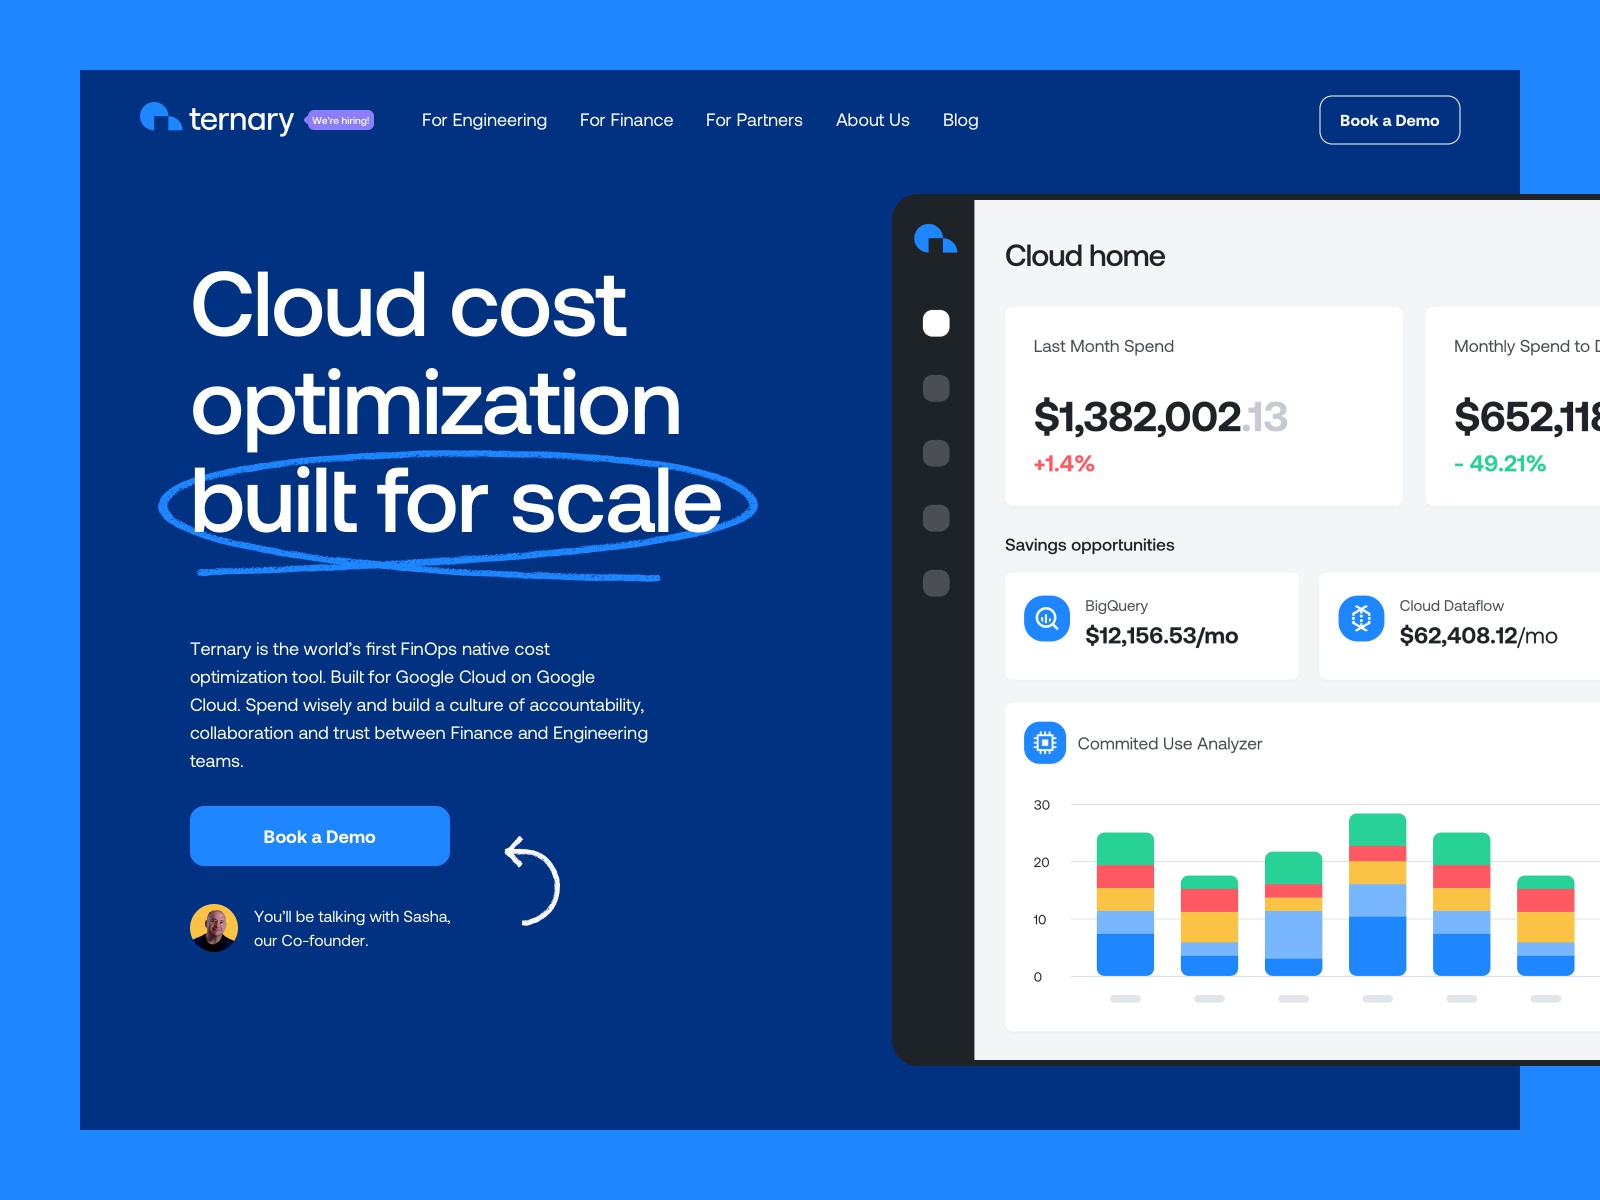 ternary
We're hiring!
For Engineering
For Finance
For Partners
About Us
Blog
Book a Demo
Cloud cost
optimization
built for scale
Ternary is the world’s first FinOps native cost
optimization tool. Built for Google Cloud on Google
Cloud. Spend wisely and build a culture of accountability,
collaboration and trust between Finance and Engineering
teams.
Book a Demo
You’ll be talking with Sasha,
our Co-founder.
Cloud home
Last Month Spend
$1,382,002.13
+1.4%
Monthly Spend to
$652,118
- 49.21%
Savings opportunities
BigQuery
$12,156.53/mo
Cloud Dataflow
$62,408.12/mo
Commited Use Analyzer
30
20
10
0